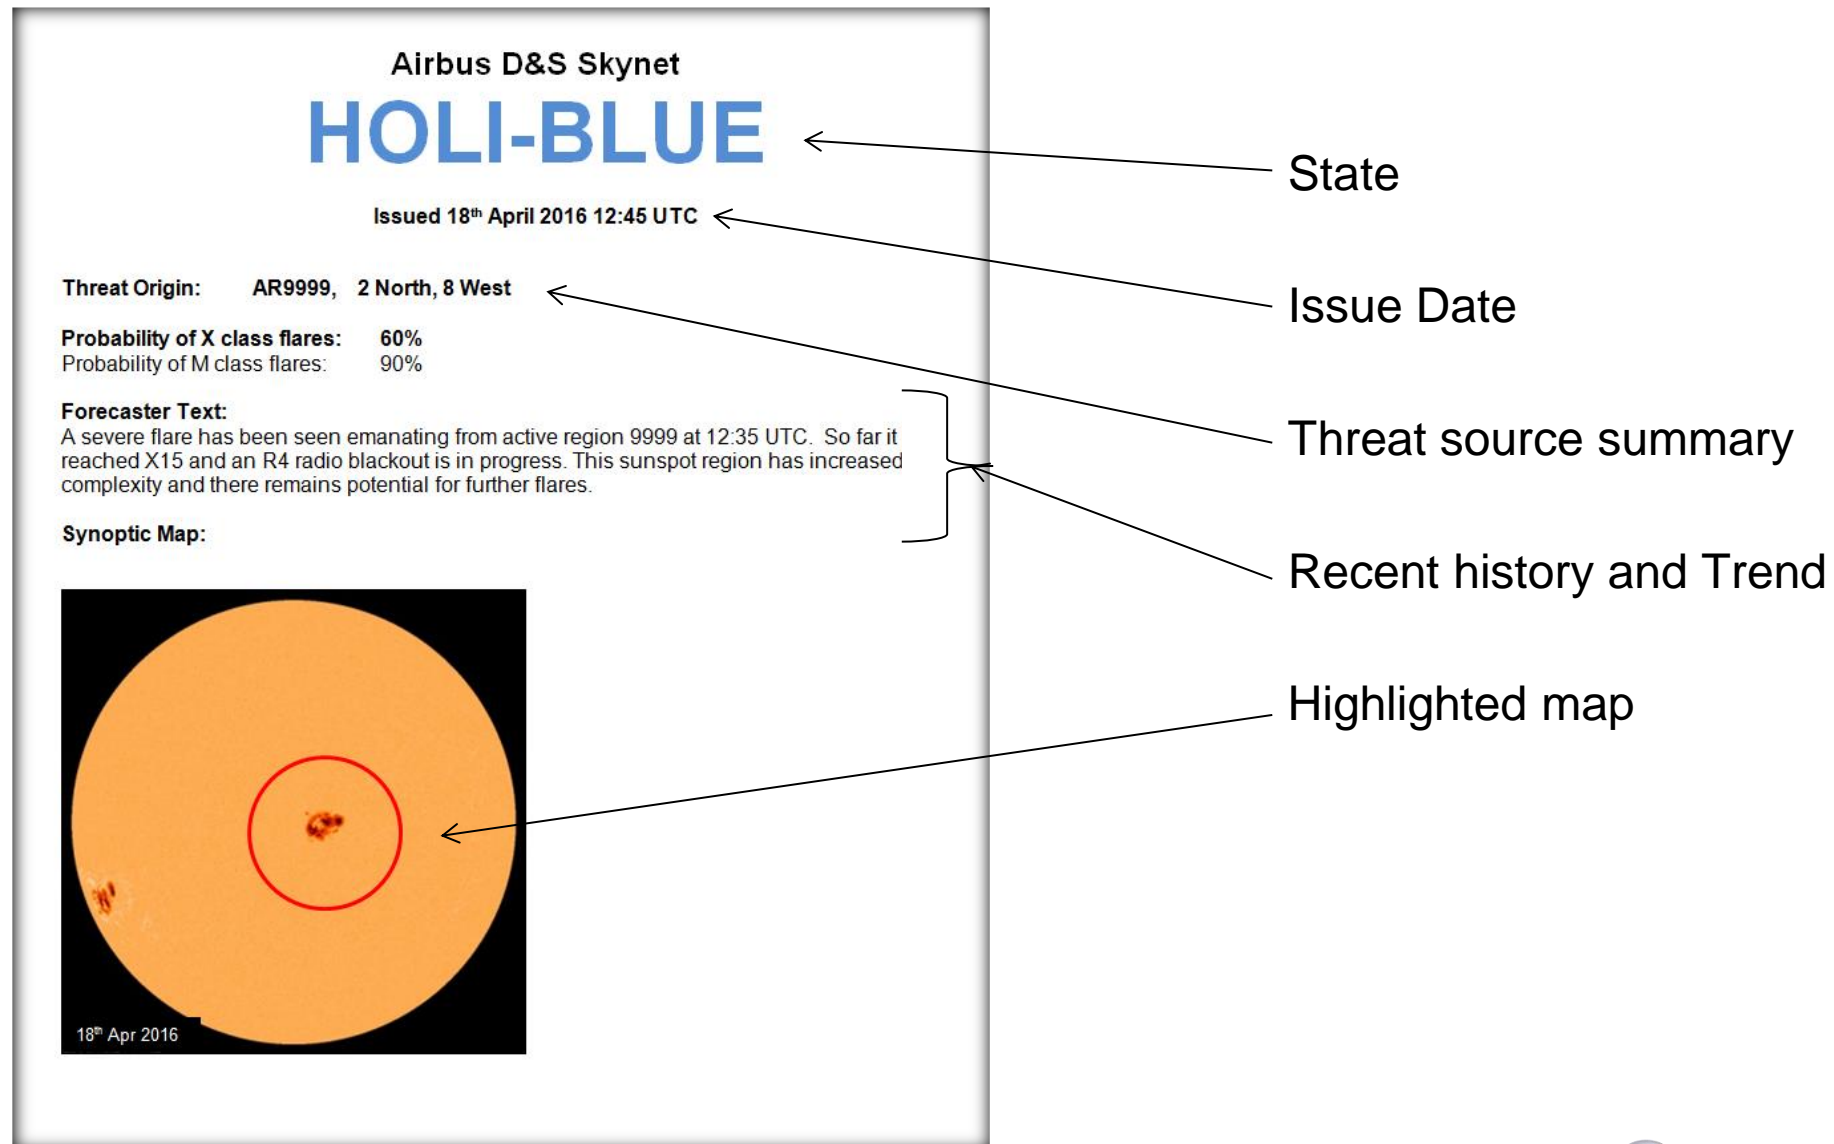 Airbus D&S Skynet
HOLI-BLUE
Issued 18th April 2016 12:45 UTC
Threat Origin: AR9999, 2 North, 8 West
Probability of X class flares: 60%
Probability of M class flares: 90%
Forecaster Text:
A severe flare has been seen emanating from active region 9999 at 12:35 UTC. So far it
reached X15 and an R4 radio blackout is in progress. This sunspot region has increased
complexity and there remains potential for further flares.
Synoptic Map:
18th Apr 2016
State
Issue Date
Threat source summary
Recent history and Trend
Highlighted map